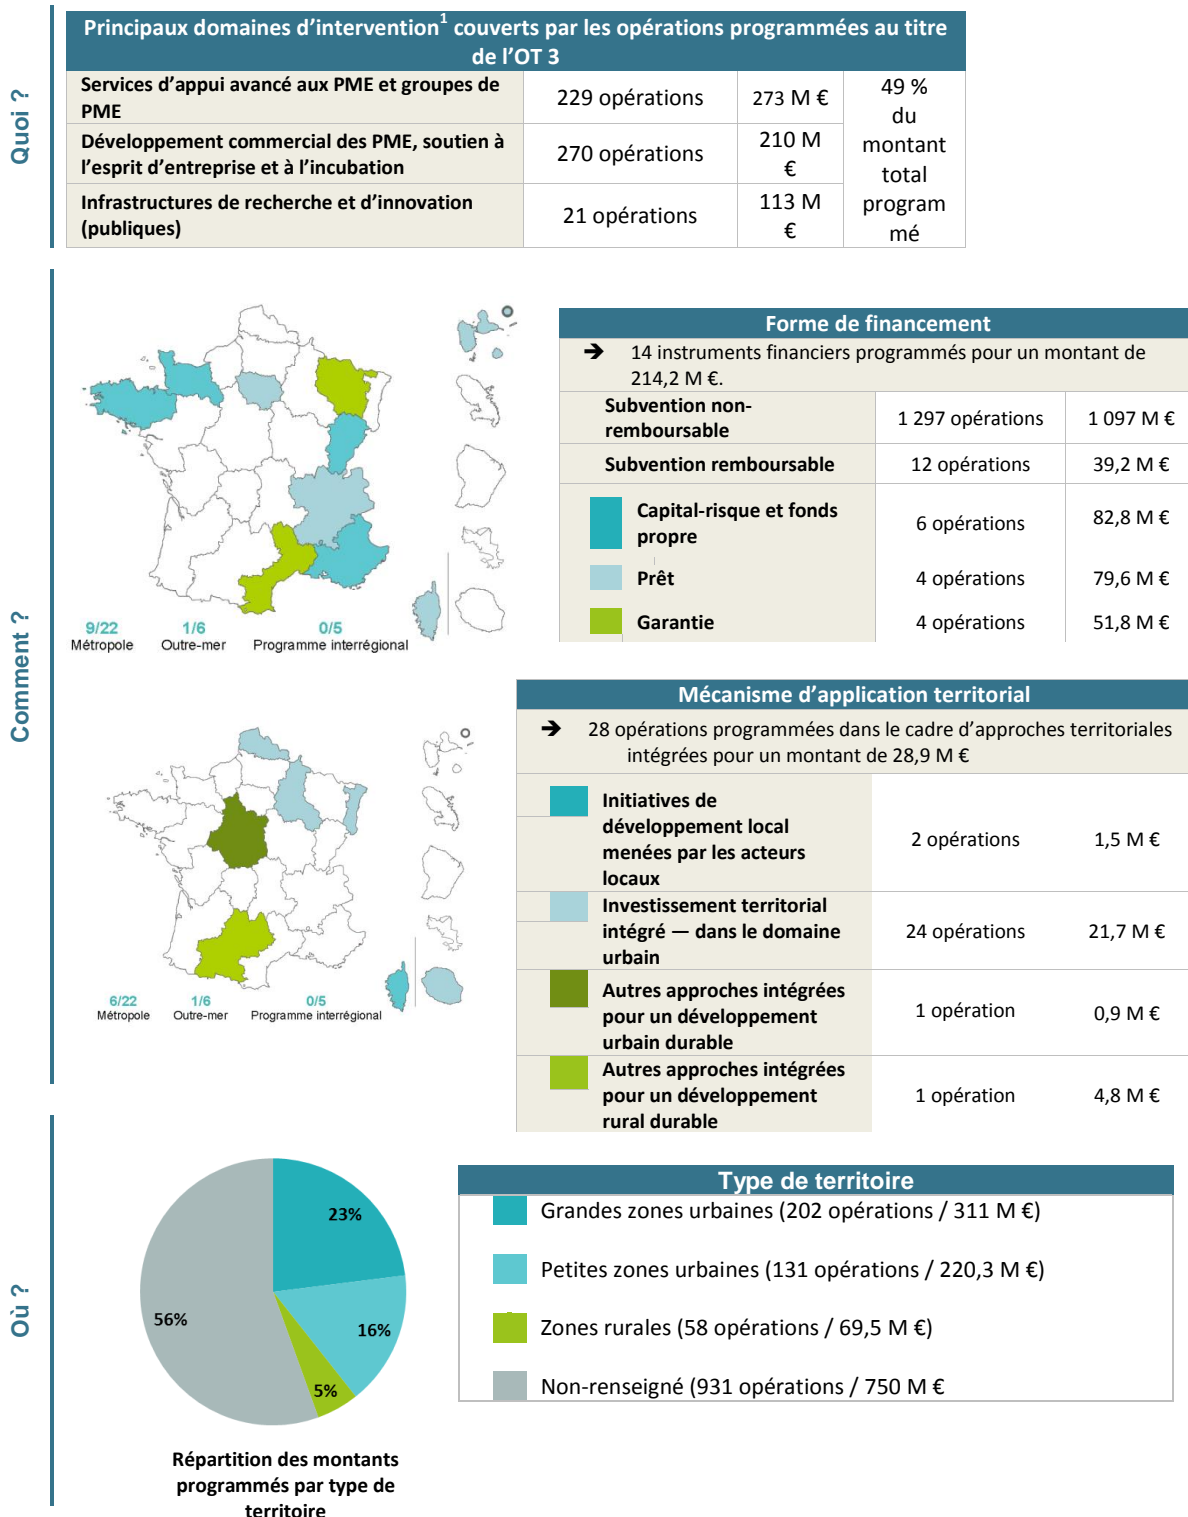 Quoi ?
Principaux domaines d’intervention1 couverts par les opérations programmées au titre
de l’OT 3
Services d’appui avancé aux PME et groupes de
PME
229 opérations
273 M €
49 %
du
montant
total
program
mé
Développement commercial des PME, soutien à
l’esprit d’entreprise et à l’incubation
270 opérations
210 M
€
Infrastructures de recherche et d’innovation
(publiques)
21 opérations
113 M
€
Comment ?
9/22
Métropole
1/6
Outre-mer
0/5
Programme interrégional
Forme de financement
➔ 14 instruments financiers programmés pour un montant de
214,2 M €.
Subvention non-
remboursable
1 297 opérations
1 097 M €
Subvention remboursable
12 opérations
39,2 M €
Capital-risque et fonds
propre
6 opérations
82,8 M €
Prêt
4 opérations
79,6 M €
Garantie
4 opérations
51,8 M €
6/22
Métropole
1/6
Outre-mer
0/5
Programme interrégional
Mécanisme d’application territorial
➔ 28 opérations programmées dans le cadre d’approches territoriales
intégrées pour un montant de 28,9 M €
Initiatives de
développement local
menées par les acteurs
locaux
2 opérations
1,5 M €
Investissement territorial
intégré — dans le domaine
urbain
24 opérations
21,7 M €
Autres approches intégrées
pour un développement
urbain durable
1 opération
0,9 M €
Autres approches intégrées
pour un développement
rural durable
1 opération
4,8 M €
Où ?
23%
16%
5%
56%
Répartition des montants
programmés par type de
territoire
Type de territoire
Grandes zones urbaines (202 opérations / 311 M €)
Petites zones urbaines (131 opérations / 220,3 M €)
Zones rurales (58 opérations / 69,5 M €)
Non-renseigné (931 opérations / 750 M €